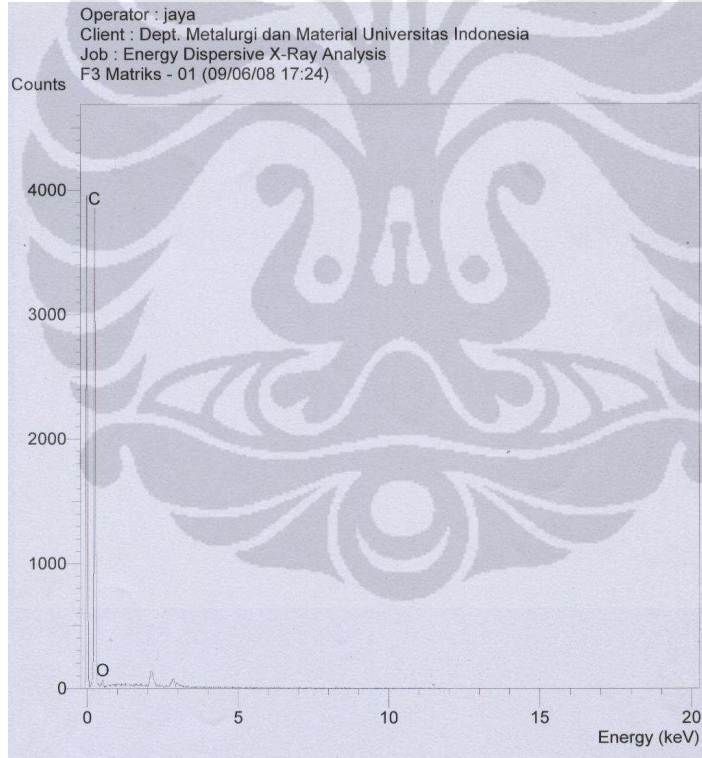 Operator : jaya
Client : Dept. Metalurgi dan Material Universitas Indonesia
Job : Energy Dispersive X-Ray Analysis
F3 Matriks - 01 (09/06/08 17:24)
Counts
4000
C
3000
2000
1000
O
0
0 5 10 15 20
Energy (keV)